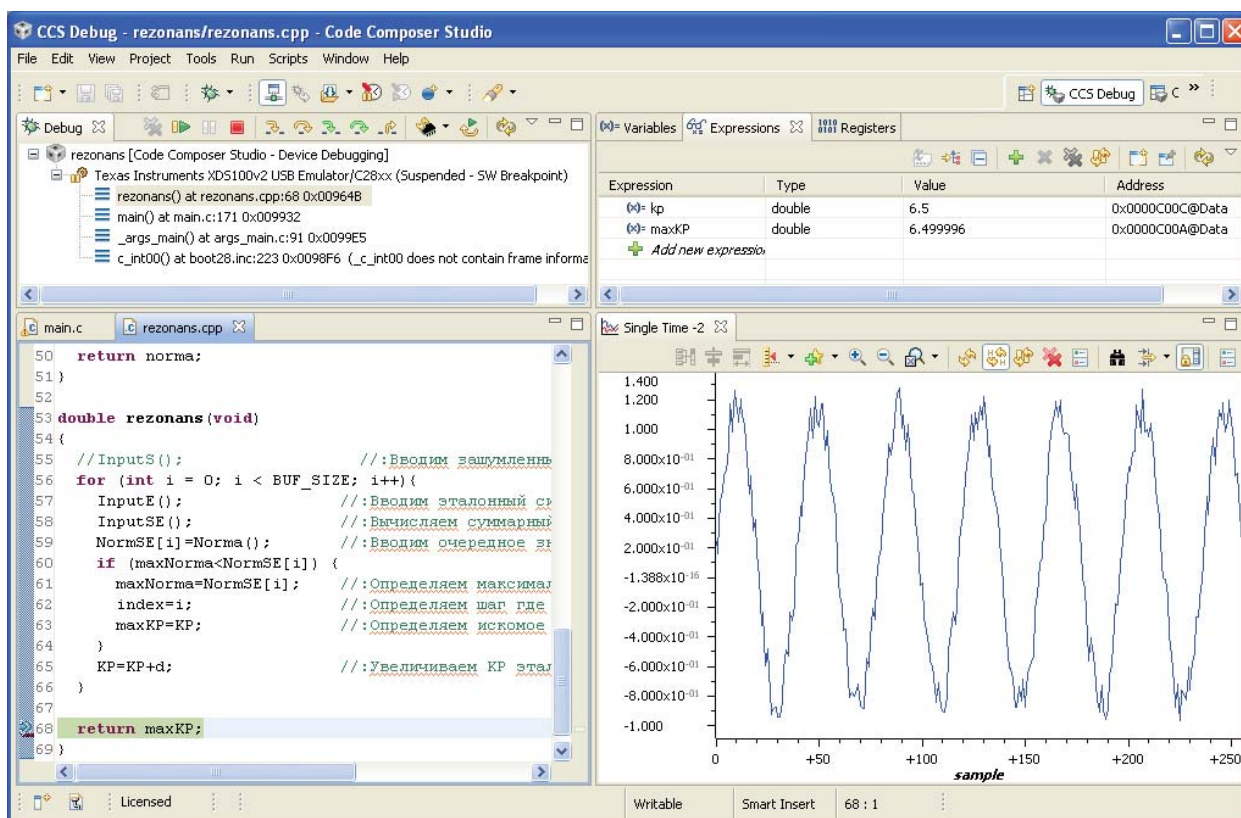 CCS Debug - rezonans/rezonans.cpp - Code Composer Studio
File Edit View Project Tools Run Scripts Window Help
CCS Debug C »
Debug
rezonans [Code Composer Studio - Device Debugging]
Texas Instruments XDS100v2 USB Emulator/C28xx (Suspended - SW Breakpoint)
rezonans() at rezonans.cpp:68 0x00964B
main() at main.c:171 0x009932
_args_main() at args_main.c:91 0x0099E5
c_int00() at boot28.inc:223 0x0098F6 (_c_int00 does not contain frame informa
(x)= Variables Expressions 1010 0101 Registers
Expression Type Value Address
(x)= kp double 6.5 0x0000C00C@Data
(x)= maxKP double 6.499996 0x0000C00A@Data
Add new expressio
main.c rezonans.cpp
50 return norma;
51 }
52
53 double rezonans(void)
54 {
55 //InputS(); //:Вводим зашумленны
56 for (int i = 0; i < BUF_SIZE; i++){
57 InputE(); //:Вводим эталонный си
58 InputSE(); //:Вычисляем суммарный
59 NormSE[i]=Norma(); //:Вводим очередное зн
60 if (maxNorma<NormSE[i]) {
61 maxNorma=NormSE[i]; //:Определяем максимал
62 index=i; //:Определяем шаг где
63 maxKP=KP; //:Определяем искомое
64 }
65 KP=KP+d; //:Увеличиваем КР этал
66 }
67
68 return maxKP;
69 }
Single Time -2
1.400
1.200
1.000
8.000x10⁻⁰¹
6.000x10⁻⁰¹
4.000x10⁻⁰¹
2.000x10⁻⁰¹
-1.388x10⁻¹⁶
-2.000x10⁻⁰¹
-4.000x10⁻⁰¹
-6.000x10⁻⁰¹
-8.000x10⁻⁰¹
-1.000
0 +50 +100 +150 +200 +250
sample
Licensed Writable Smart Insert 68 : 1